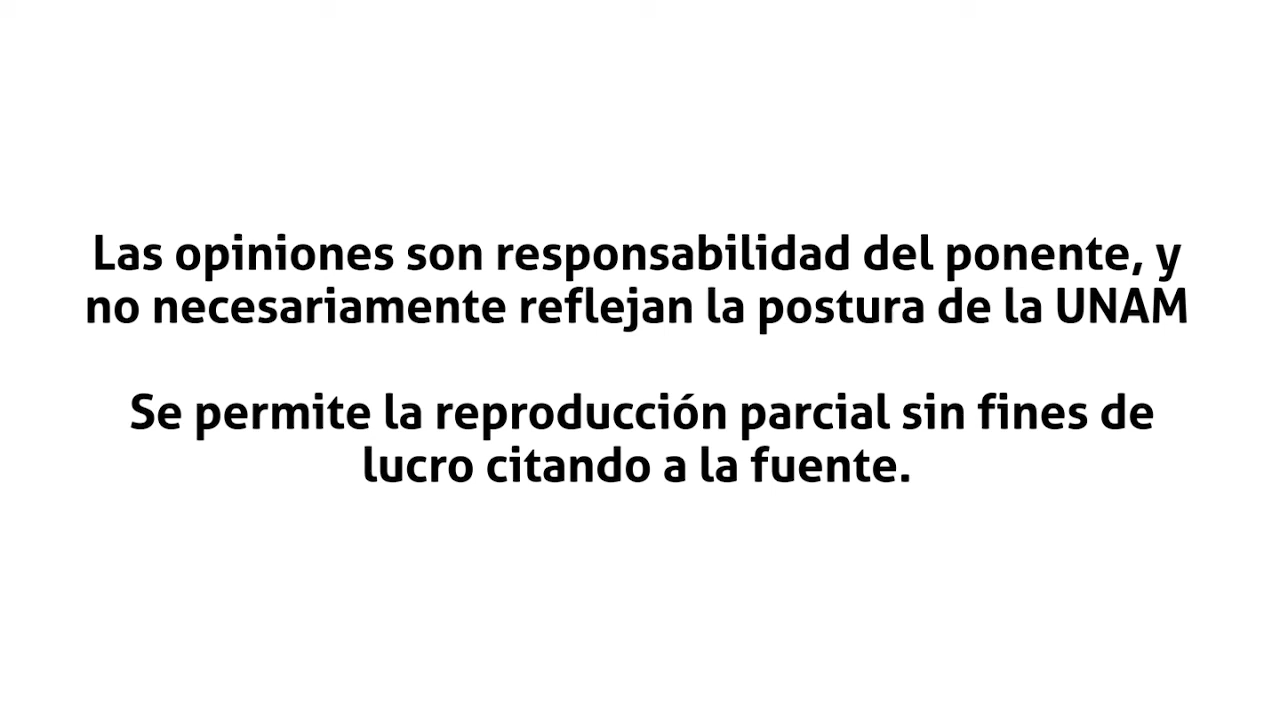 Las opiniones son responsabilidad del ponente, y
no necesariamente reflejan la postura de la UNAM
Se permite la reproducción parcial sin fines de
lucro citando a la fuente.